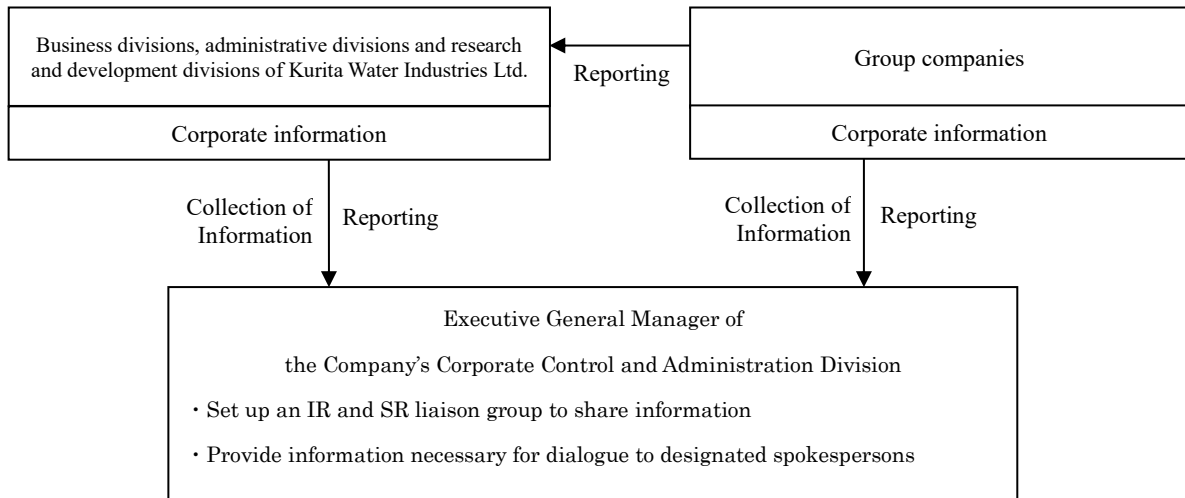 Business divisions, administrative divisions and research
and development divisions of Kurita Water Industries Ltd.
Reporting
Group companies
Corporate information
Corporate information
Collection of
Information
Reporting
Collection of
Information
Reporting
Executive General Manager of
the Company’s Corporate Control and Administration Division
・Set up an IR and SR liaison group to share information
・Provide information necessary for dialogue to designated spokespersons